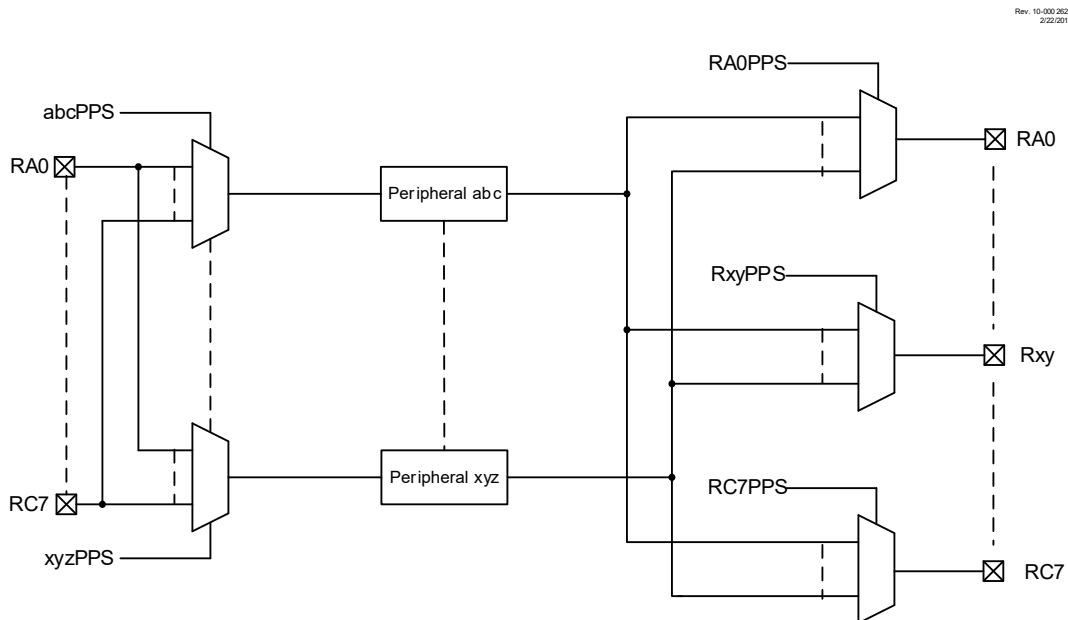 Rev. 10-000 262
2/22/201
RA0PPS
abcPPS
RA0
RA0
Peripheral abc
RxyPPS
Rxy
Peripheral xyz
RC7PPS
RC7
xyzPPS
RC7